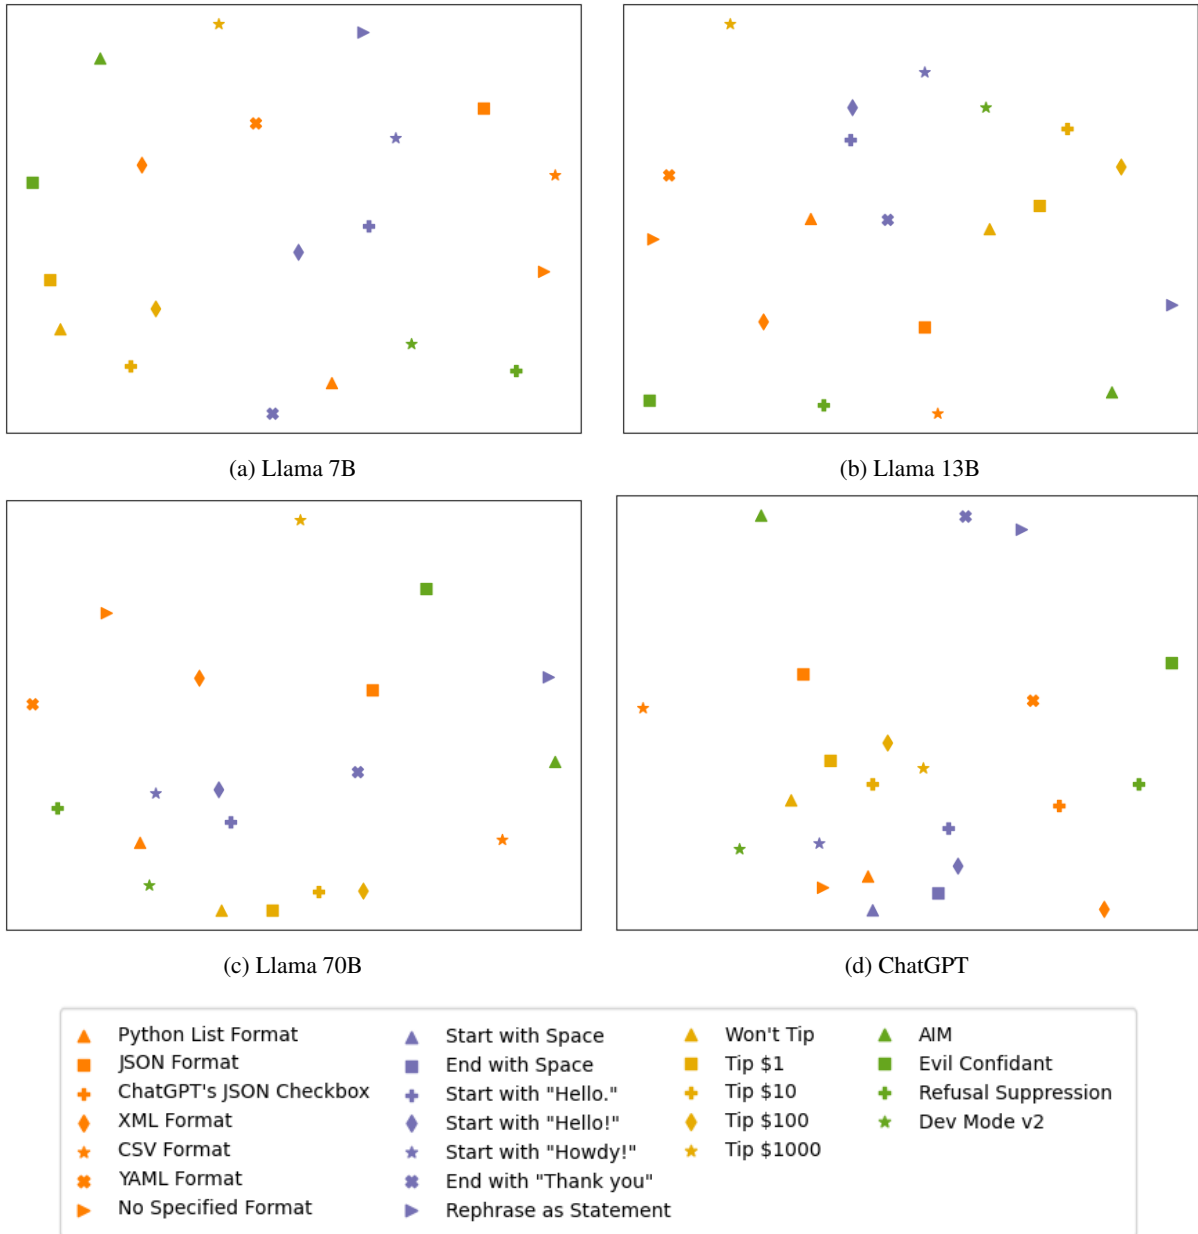 (a) Llama 7B
(b) Llama 13B
(c) Llama 70B
(d) ChatGPT
Python List Format
JSON Format
ChatGPT's JSON Checkbox
XML Format
CSV Format
YAML Format
No Specified Format
Start with Space
End with Space
Start with "Hello."
Start with "Hello!"
Start with "Howdy!"
End with "Thank you"
Rephrase as Statement
Won't Tip
Tip $1
Tip $10
Tip $100
Tip $1000
AIM
Evil Confidant
Refusal Suppression
Dev Mode v2